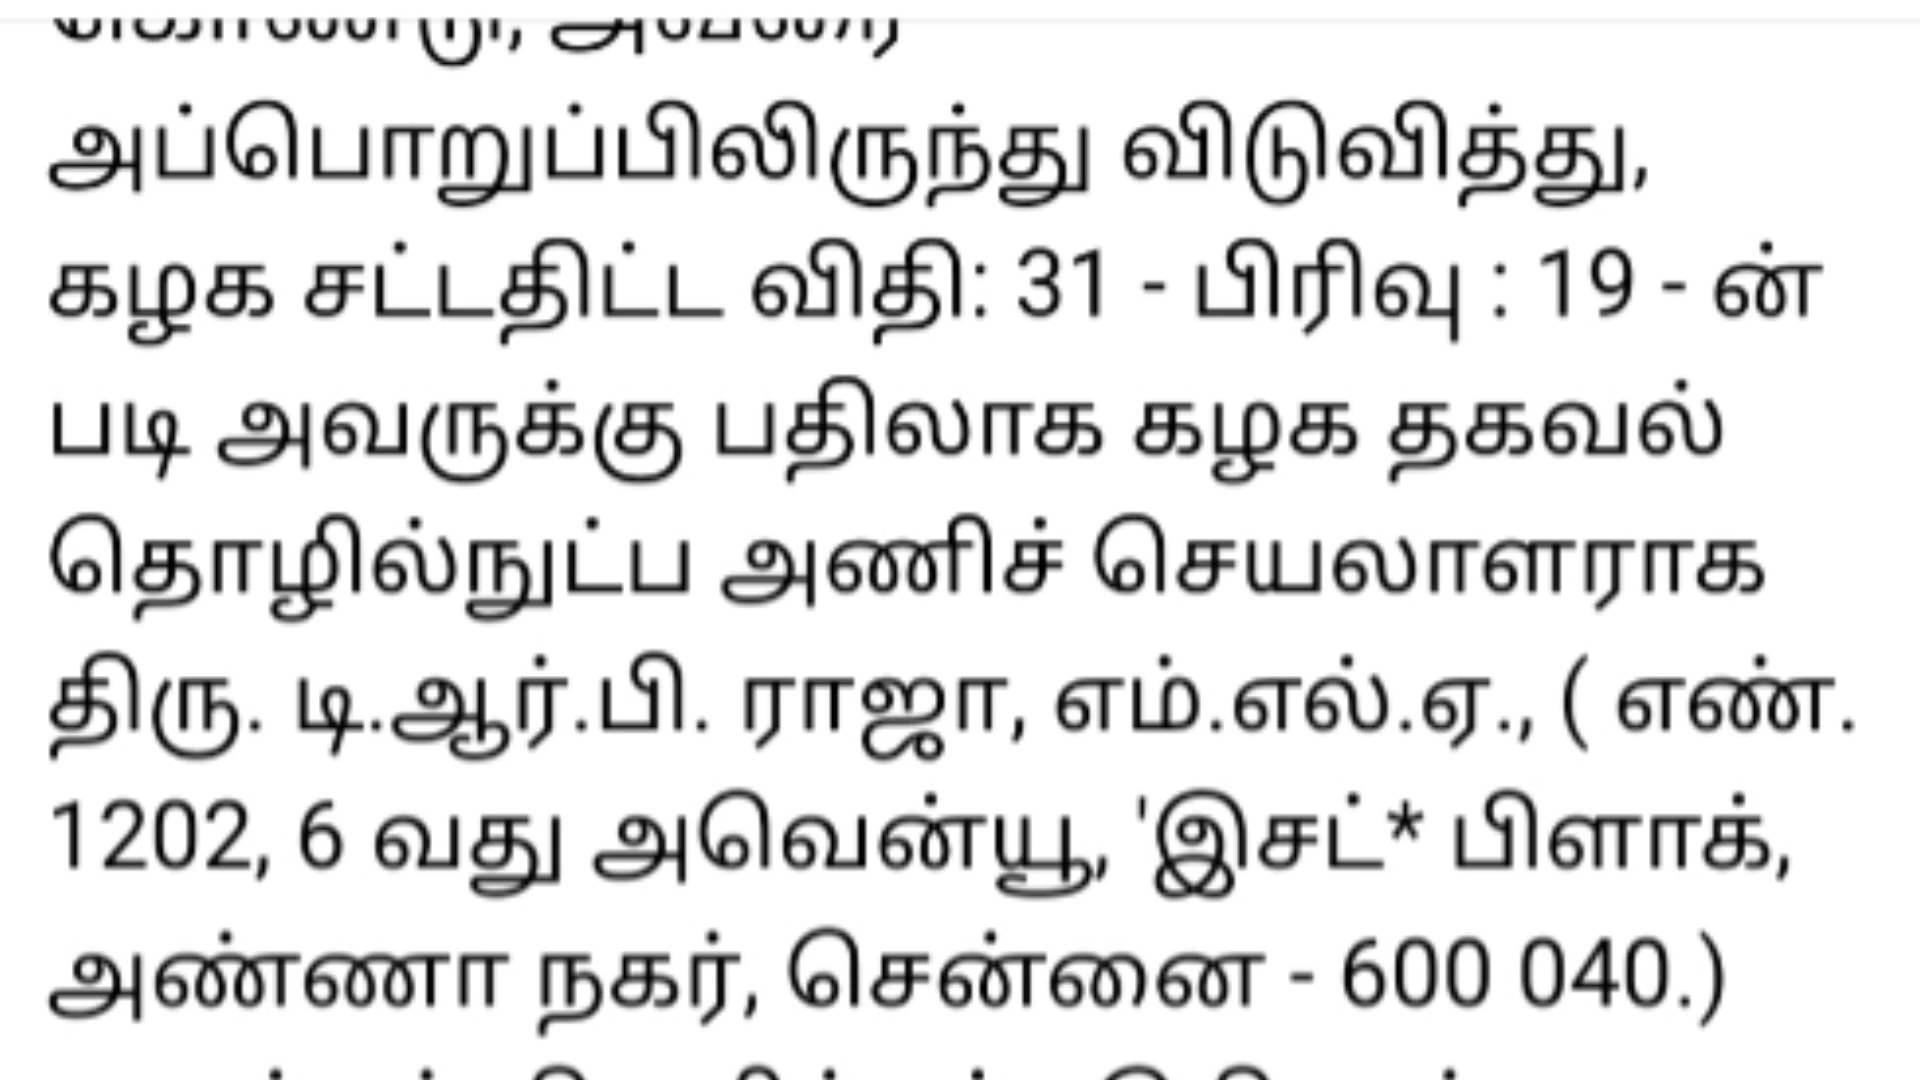 கொண்டு, அவரை
அப்பொறுப்பிலிருந்து விடுவித்து,
கழக சட்டதிட்ட விதி: 31 - பிரிவு : 19 - ன்
படி அவருக்கு பதிலாக கழக தகவல்
தொழில்நுட்ப அணிச் செயலாளராக
திரு. டி.ஆர்.பி. ராஜா, எம்.எல்.ஏ., ( எண்.
1202, 6 வது அவென்யூ, 'இசட்* பிளாக்,
அண்ணா நகர், சென்னை - 600 040.)